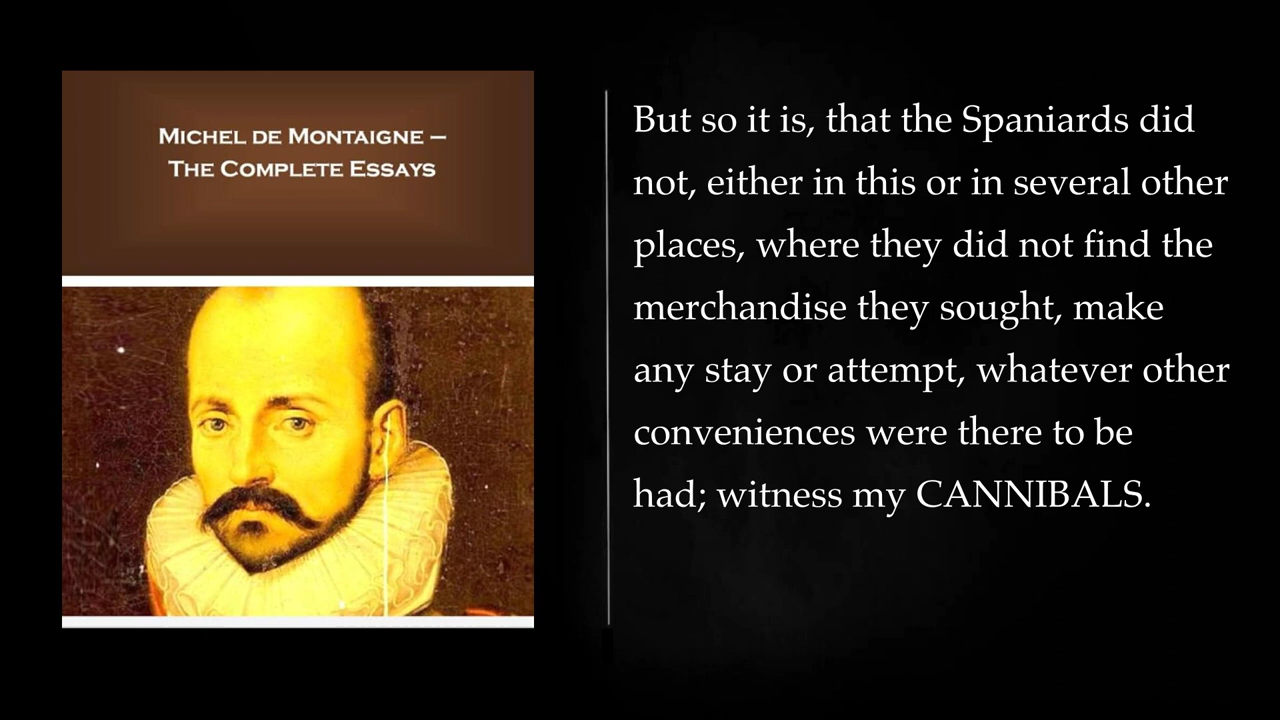 MICHEL DE MONTAIGNE –
THE COMPLETE ESSAYS
But so it is, that the Spaniards did
not, either in this or in several other
places, where they did not find the
merchandise they sought, make
any stay or attempt, whatever other
conveniences were there to be
had; witness my CANNIBALS.